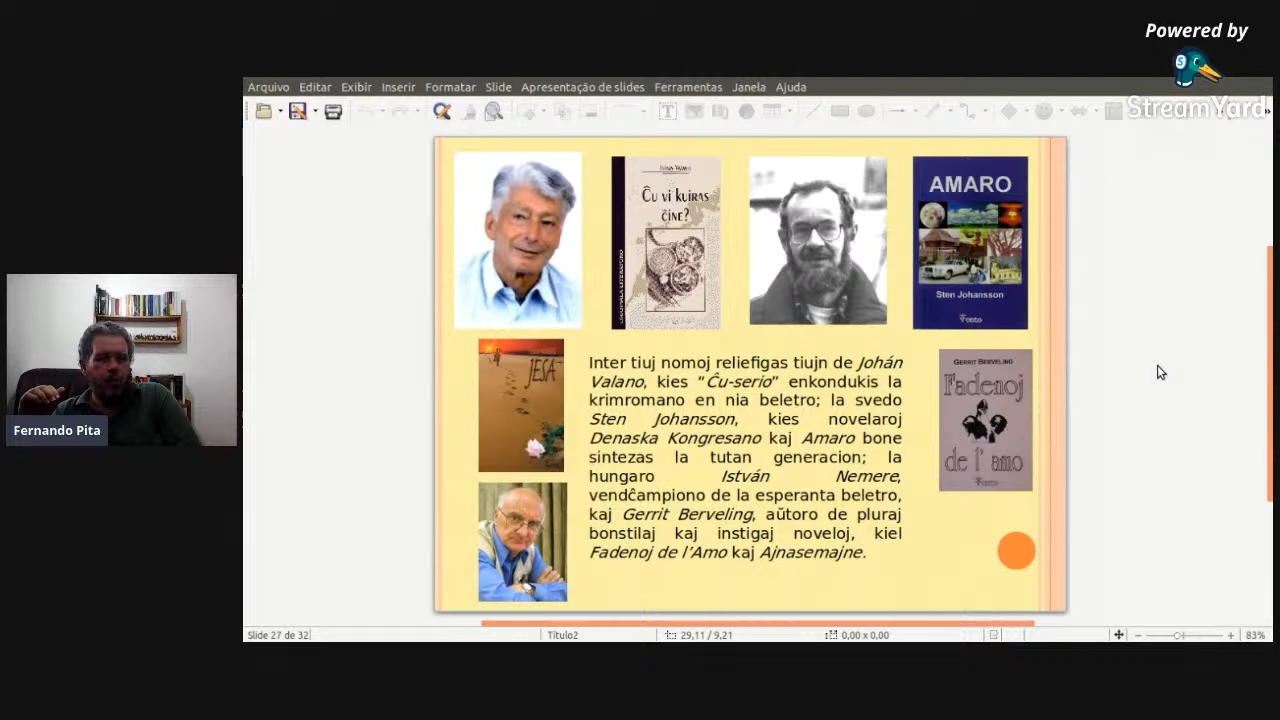 Powered by
StreamYard
Arquivo Editar Exibir Inserir Formatar Slide Apresentação de slides Ferramentas Janela Ajuda
Ĉu vi kuiras
ĉine?
AMARO
Sten Johansson
Fonto
JESA
GERRIT BERVELING
Fadenoj
de l' amo
Fonto
Inter tiuj nomoj reliefigas tiujn de Johán
Valano, kies “Ĉu-serio” enkondukis la
krimromano en nia beletro; la svedo
Sten Johansson, kies novelaroj
Denaska Kongresano kaj Amaro bone
sintezas la tutan generacion; la
hungaro István Nemere,
vendĉampiono de la esperanta beletro,
kaj Gerrit Berveling, aŭtoro de pluraj
bonstilaj kaj instigaj noveloj, kiel
Fadenoj de l’Amo kaj Ajnasemajne.
Fernando Pita
Slide 27 de 32 Título2 29,11 / 9,21 0,00 x 0,00 83%